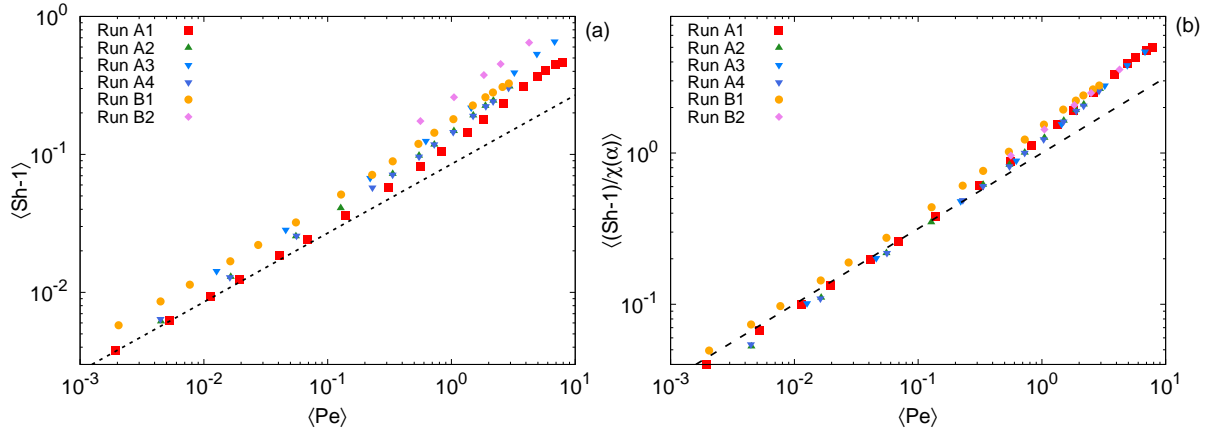 (a)
Run A1
Run A2
Run A3
Run A4
Run B1
Run B2
10^0
10^-1
10^-2
⟨Sh-1⟩
10^-3 10^-2 10^-1 10^0 10^1
⟨Pe⟩
(b)
Run A1
Run A2
Run A3
Run A4
Run B1
Run B2
10^0
10^-1
⟨(Sh-1)/χ(α)⟩
10^-3 10^-2 10^-1 10^0 10^1
⟨Pe⟩